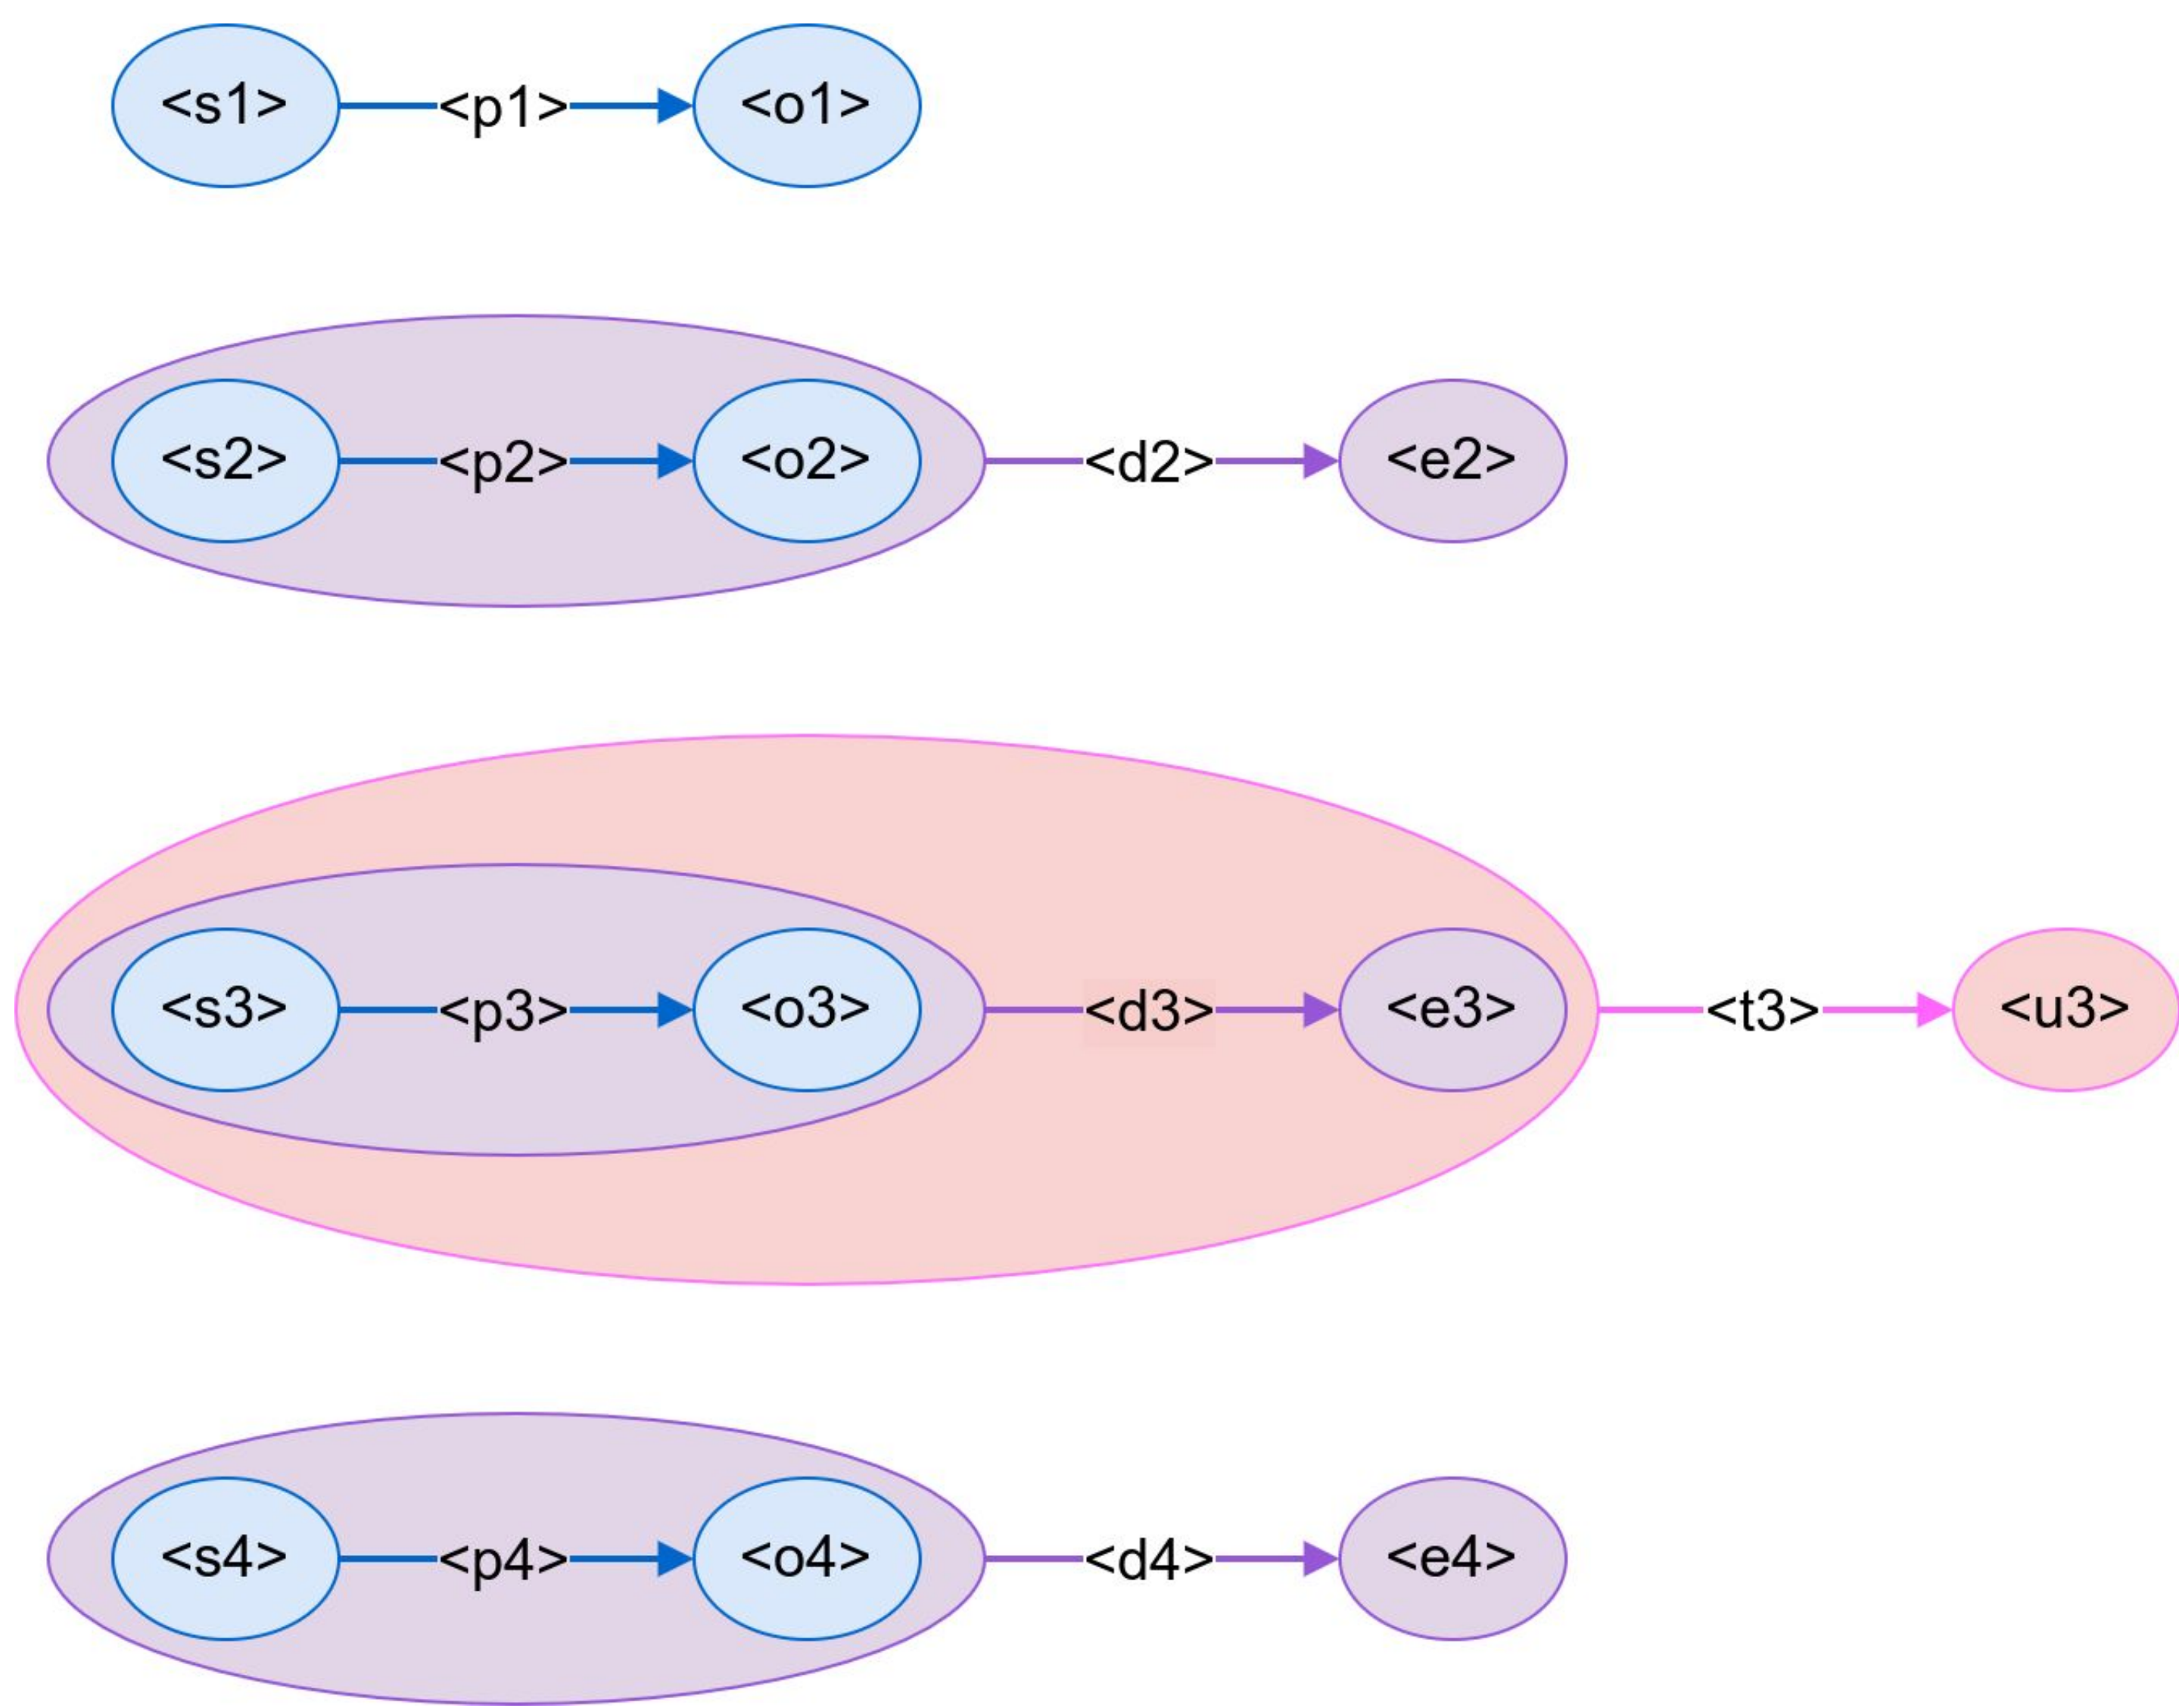 <s1> <p1> <o1>
<s2> <p2> <o2> <d2> <e2>
<s3> <p3> <o3> <d3> <e3> <t3> <u3>
<s4> <p4> <o4> <d4> <e4>